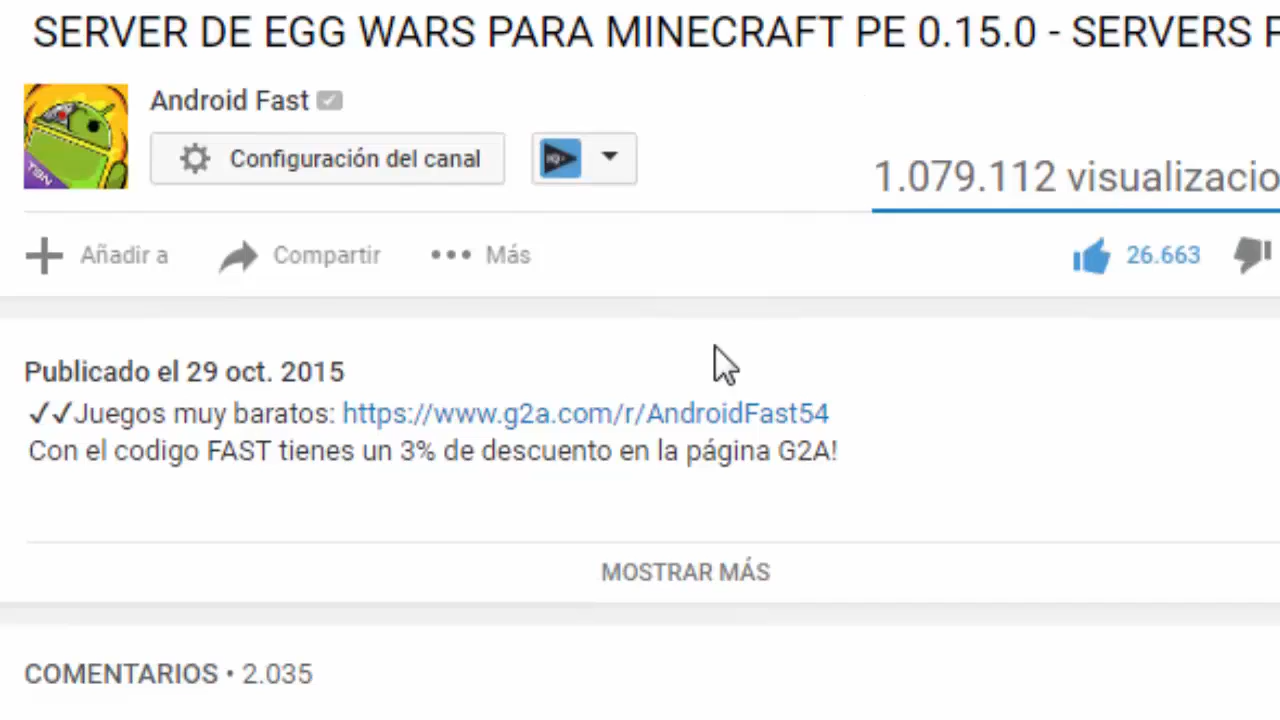 SERVER DE EGG WARS PARA MINECRAFT PE 0.15.0 - SERVERS
Android Fast
Configuración del canal
1.079.112 visualizacio
Añadir a
Compartir
Más
26.663
Publicado el 29 oct. 2015
✓✓Juegos muy baratos: https://www.g2a.com/r/AndroidFast54
Con el codigo FAST tienes un 3% de descuento en la página G2A!
MOSTRAR MÁS
COMENTARIOS • 2.035